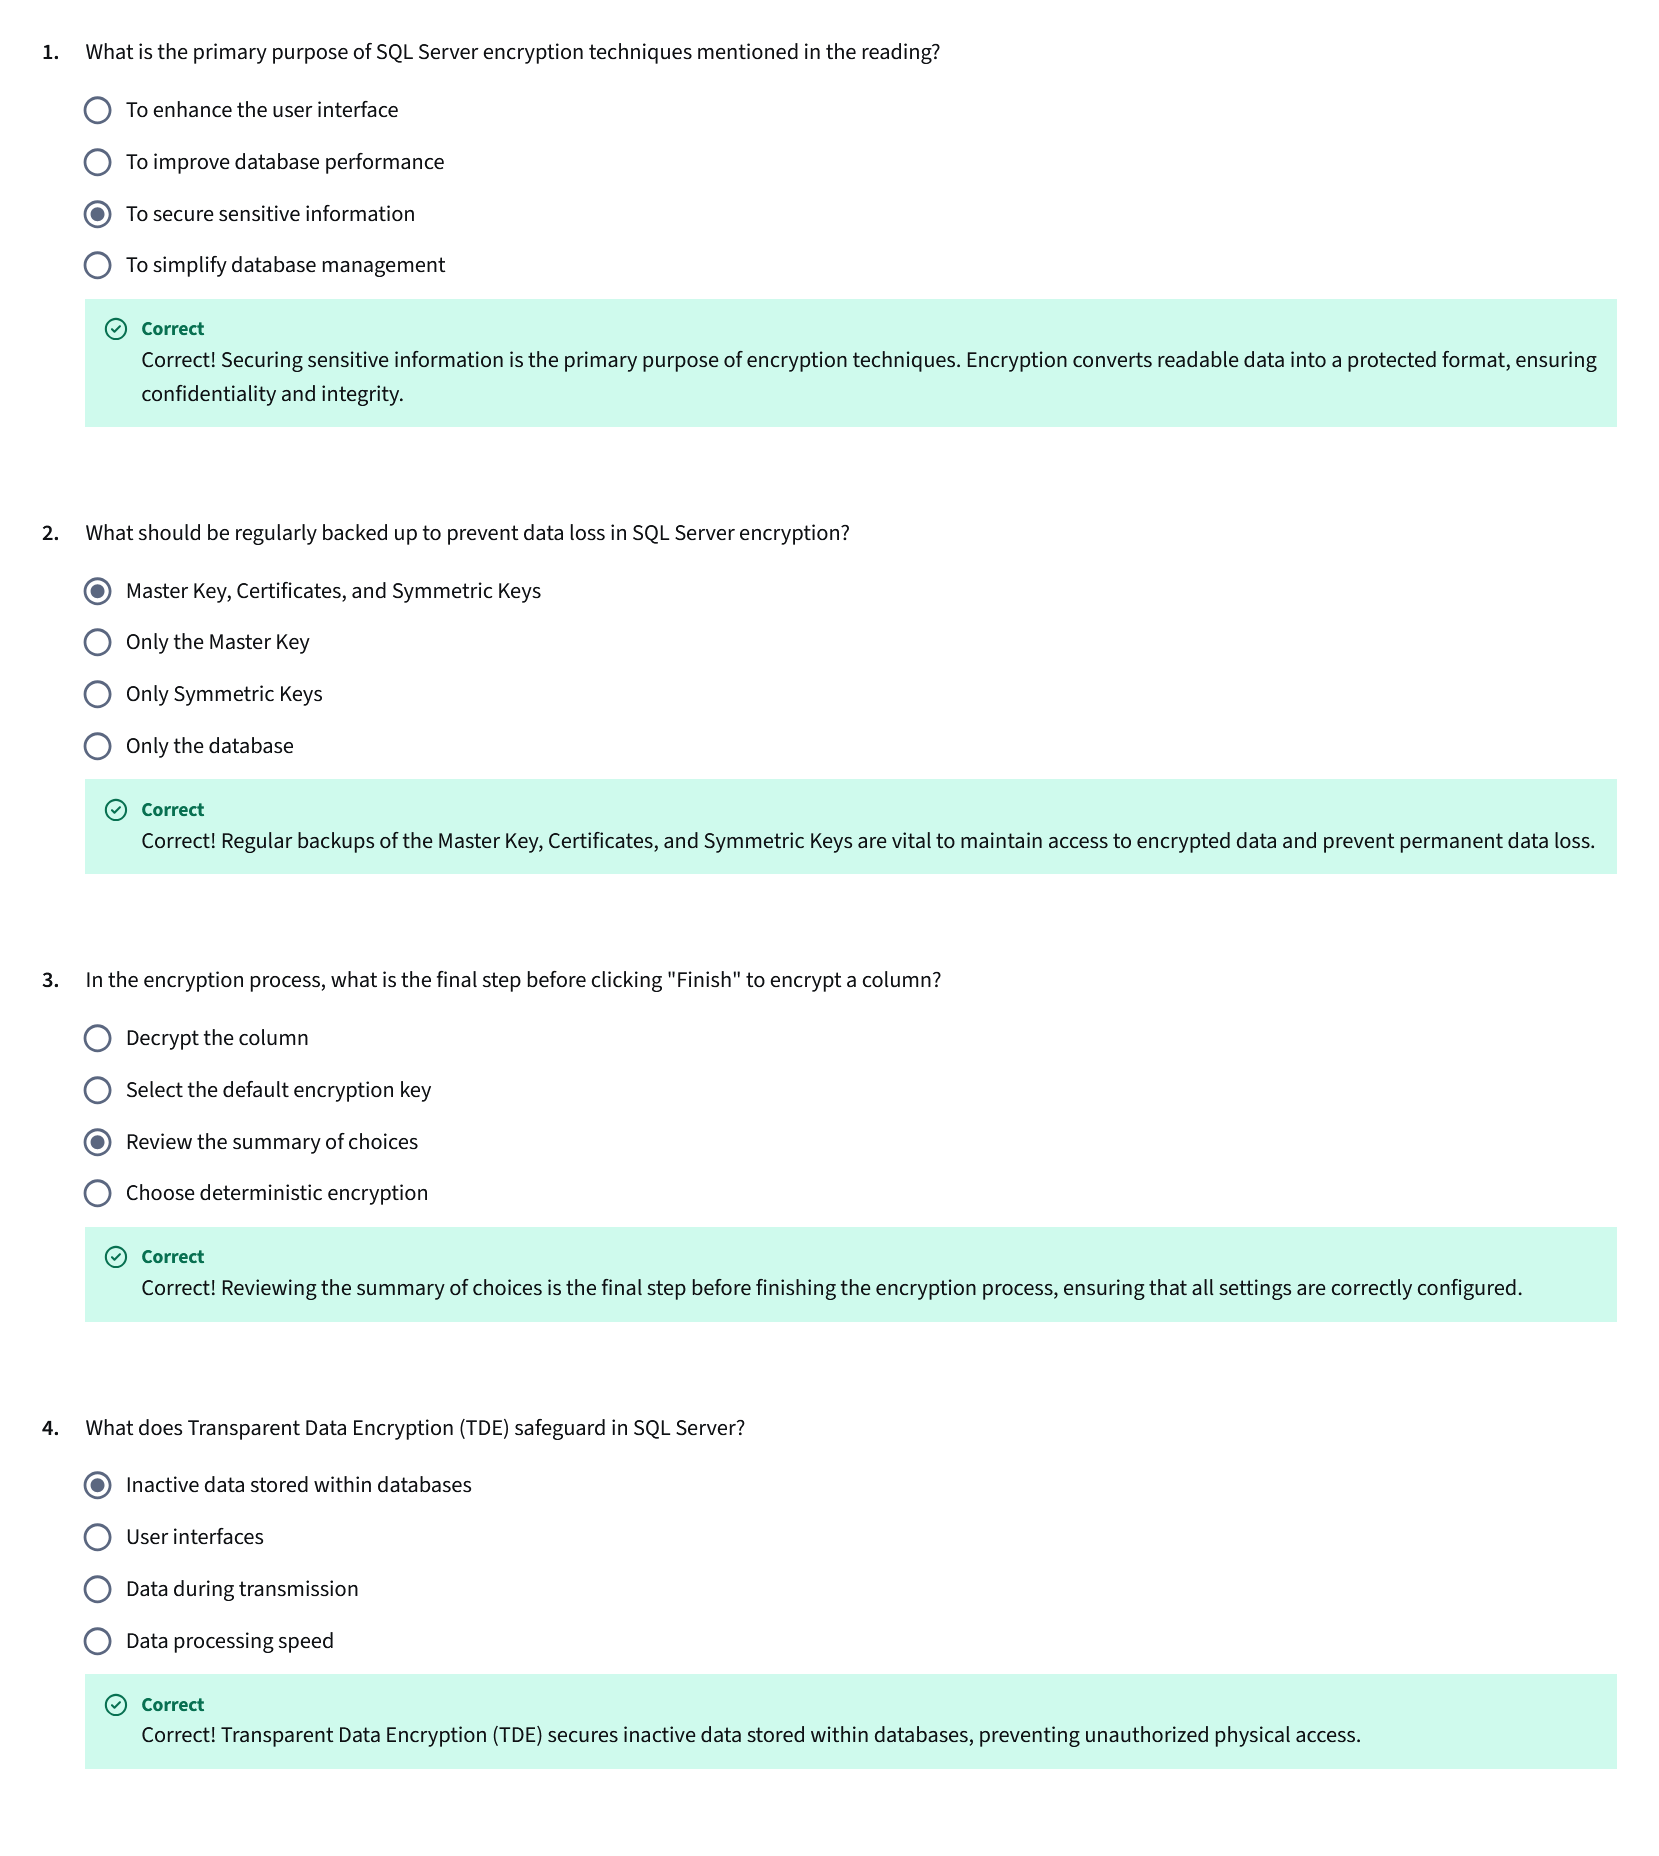 1. What is the primary purpose of SQL Server encryption techniques mentioned in the reading?
To enhance the user interface
To improve database performance
To secure sensitive information
To simplify database management
Correct
Correct! Securing sensitive information is the primary purpose of encryption techniques. Encryption converts readable data into a protected format, ensuring
confidentiality and integrity.
2. What should be regularly backed up to prevent data loss in SQL Server encryption?
Master Key, Certificates, and Symmetric Keys
Only the Master Key
Only Symmetric Keys
Only the database
Correct
Correct! Regular backups of the Master Key, Certificates, and Symmetric Keys are vital to maintain access to encrypted data and prevent permanent data loss.
3. In the encryption process, what is the final step before clicking "Finish" to encrypt a column?
Decrypt the column
Select the default encryption key
Review the summary of choices
Choose deterministic encryption
Correct
Correct! Reviewing the summary of choices is the final step before finishing the encryption process, ensuring that all settings are correctly configured.
4. What does Transparent Data Encryption (TDE) safeguard in SQL Server?
Inactive data stored within databases
User interfaces
Data during transmission
Data processing speed
Correct
Correct! Transparent Data Encryption (TDE) secures inactive data stored within databases, preventing unauthorized physical access.